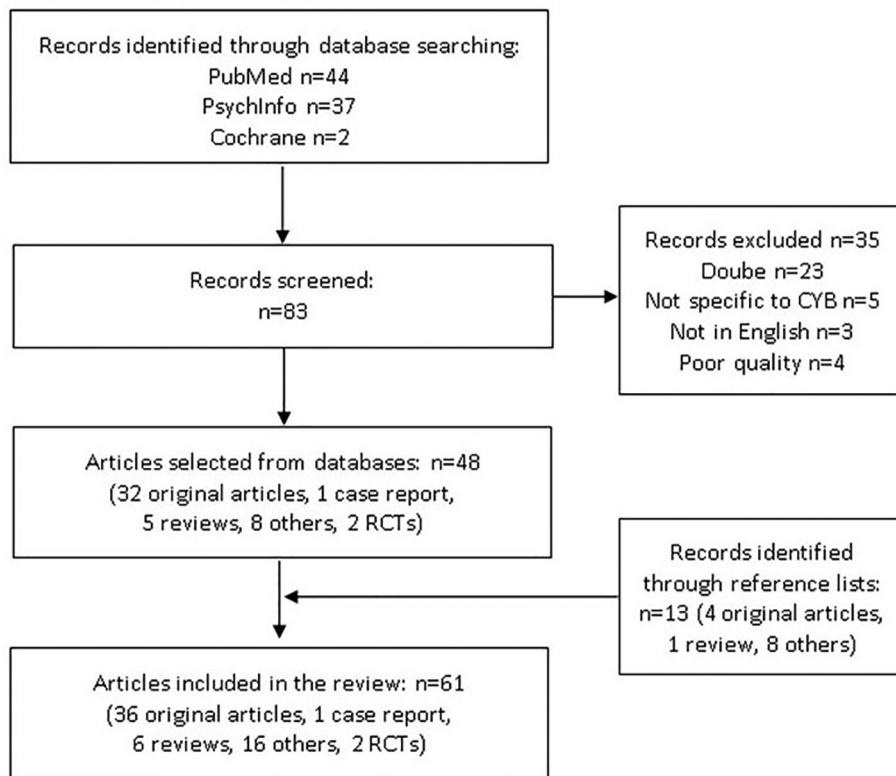 Records identified through database searching:
PubMed n=44
PsychInfo n=37
Cochrane n=2
Records screened:
n=83
Records excluded n=35
Doube n=23
Not specific to CYB n=5
Not in English n=3
Poor quality n=4
Articles selected from databases: n=48
(32 original articles, 1 case report,
5 reviews, 8 others, 2 RCTs)
Records identified
through reference lists:
n=13 (4 original articles,
1 review, 8 others)
Articles included in the review: n=61
(36 original articles, 1 case report,
6 reviews, 16 others, 2 RCTs)